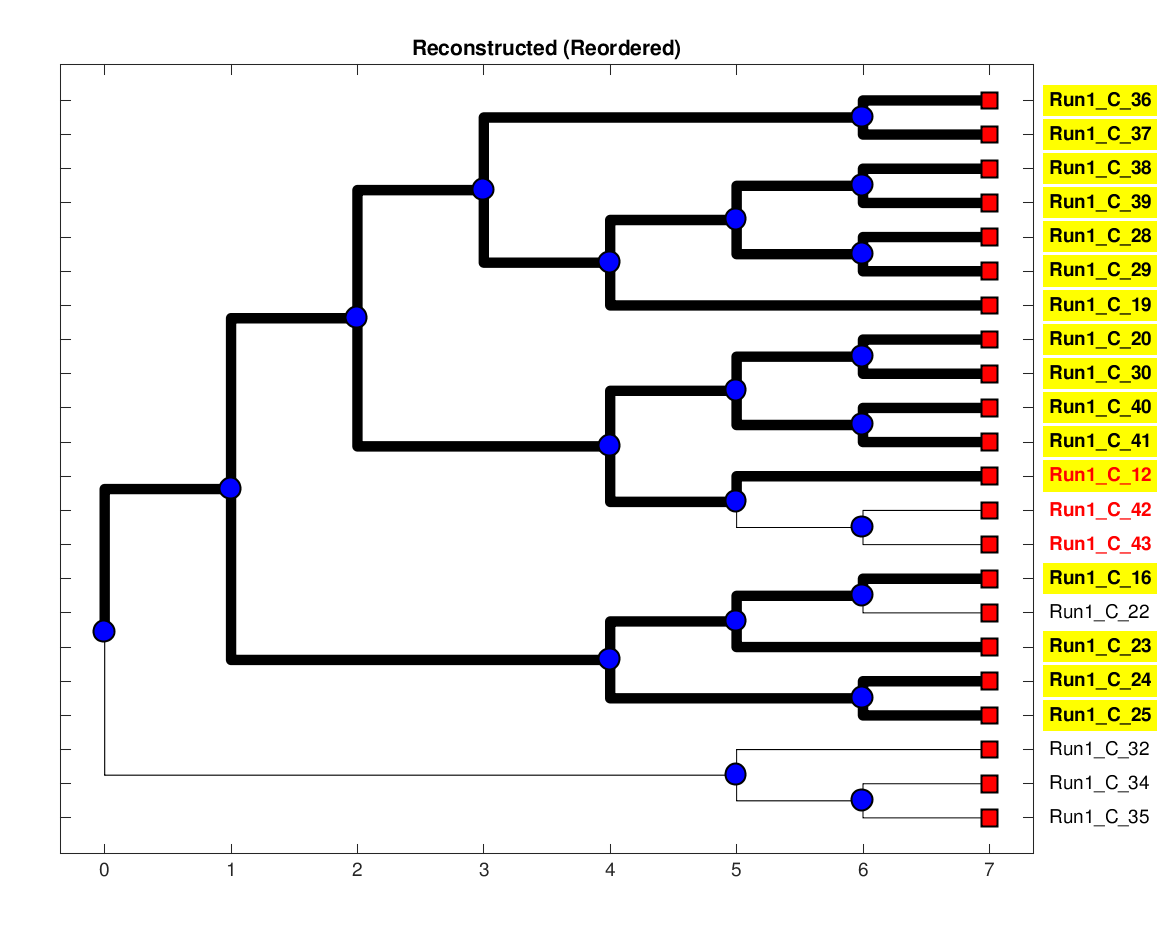 Reconstructed (Reordered)
Run1_C_36
Run1_C_37
Run1_C_38
Run1_C_39
Run1_C_28
Run1_C_29
Run1_C_19
Run1_C_20
Run1_C_30
Run1_C_40
Run1_C_41
Run1_C_12
Run1_C_42
Run1_C_43
Run1_C_16
Run1_C_22
Run1_C_23
Run1_C_24
Run1_C_25
Run1_C_32
Run1_C_34
Run1_C_35
0 1 2 3 4 5 6 7